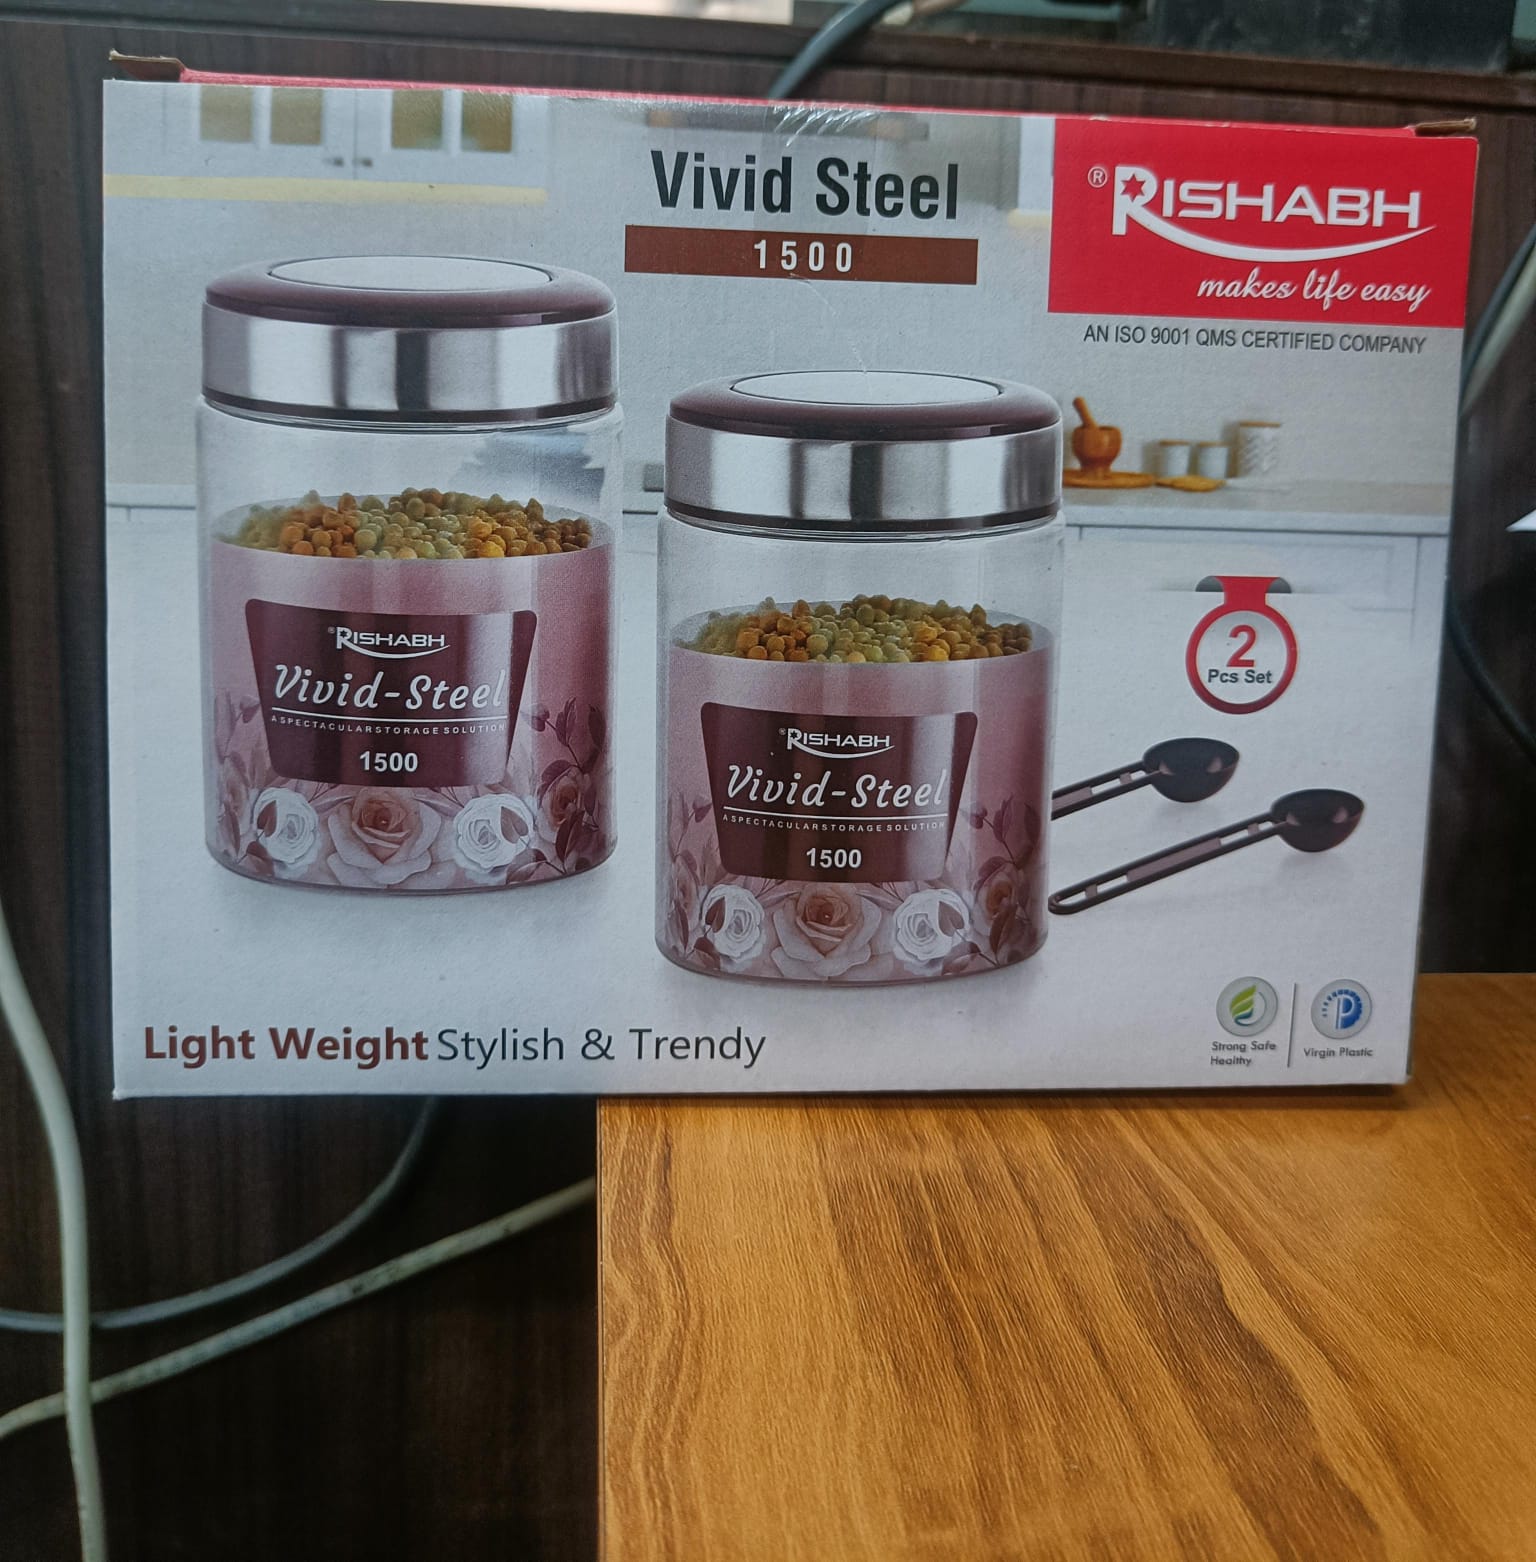 Vivid Steel
1500
® RISHABH
makes life easy
AN ISO 9001 QMS CERTIFIED COMPANY
® RISHABH
Vivid-Steel
A SPECTACULAR STORAGE SOLUTION
1500
® RISHABH
Vivid-Steel
A SPECTACULAR STORAGE SOLUTION
1500
2
Pcs Set
Light Weight Stylish & Trendy
Strong Safe
Healthy
P
Virgin Plastic